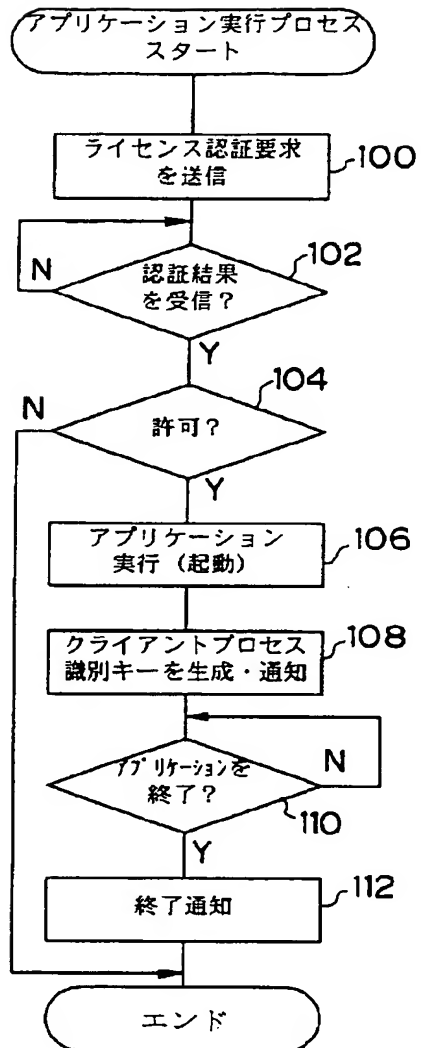 アプリケーション実行プロセス
スタート
ライセンス認証要求
を送信
100
認証結果
を受信?
102
N
Y
104
N
許可?
Y
アプリケーション
実行(起動)
106
クライアントプロセス
識別キーを生成・通知
108
アプリケーションを
終了?
N
110
Y
終了通知
112
エンド